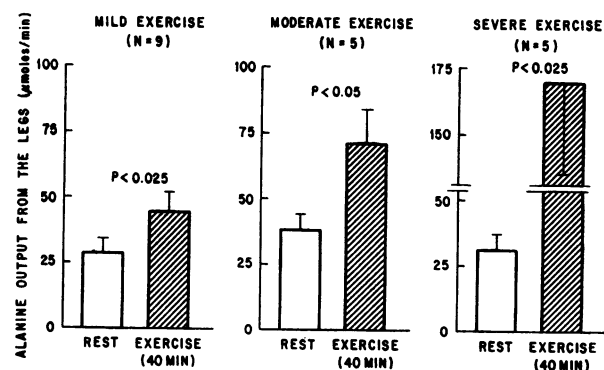 MILD EXERCISE
(N=9)
MODERATE EXERCISE
(N=5)
SEVERE EXERCISE
(N=5)
ALANINE OUTPUT FROM THE LEGS (μmoles/min)
100
75
50
25
0
P<0.025
REST
EXERCISE
(40 MIN)
100
75
50
25
0
P<0.05
REST
EXERCISE
(40 MIN)
175
150
50
25
0
P<0.025
REST
EXERCISE
(40 MIN)